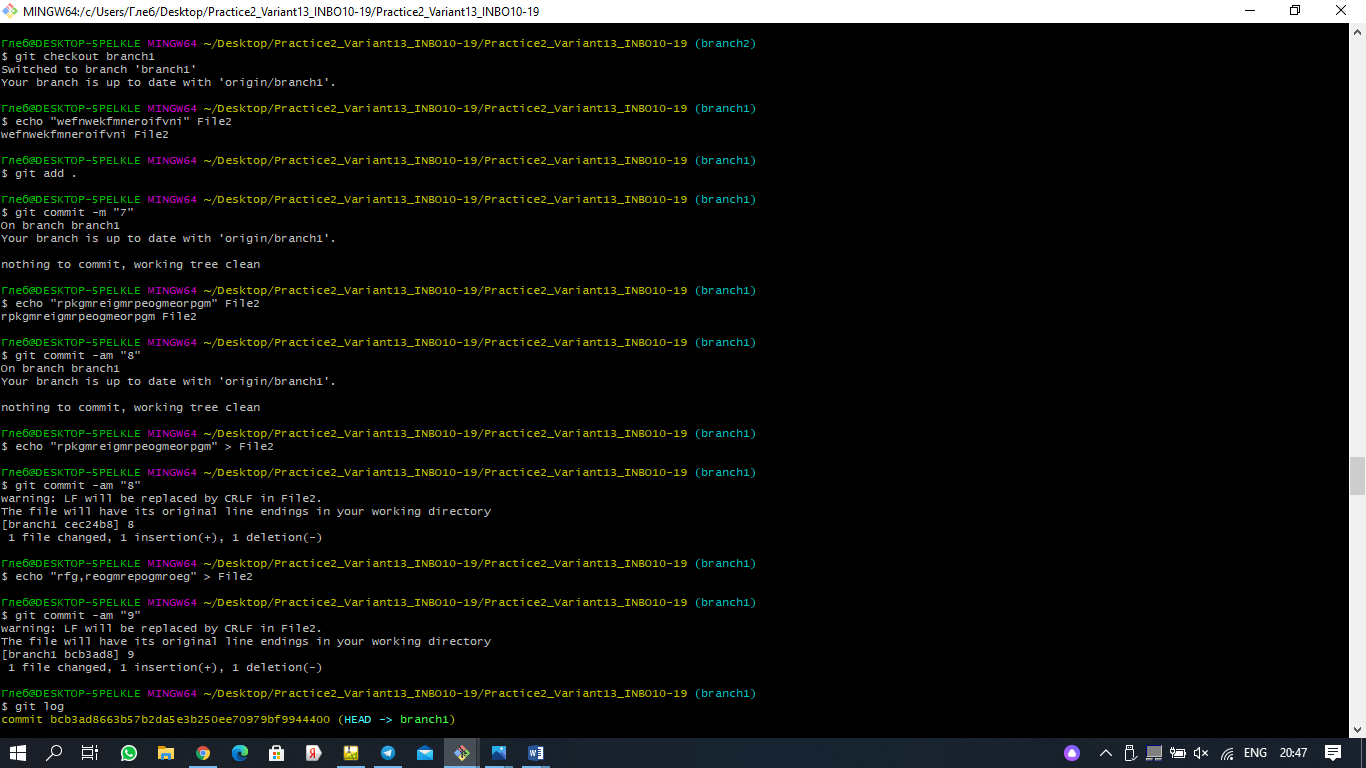 MINGW64:/c/Users/Глеб/Desktop/Practice2_Variant13_INBO10-19/Practice2_Variant13_INBO10-19
Глеб@DESKTOP-5PELKLE MINGW64 ~/Desktop/Practice2_Variant13_INBO10-19/Practice2_Variant13_INBO10-19 (branch2)
$ git checkout branch1
Switched to branch 'branch1'
Your branch is up to date with 'origin/branch1'.
Глеб@DESKTOP-5PELKLE MINGW64 ~/Desktop/Practice2_Variant13_INBO10-19/Practice2_Variant13_INBO10-19 (branch1)
$ echo "wefnwekfmneroifvni" File2
wefnwekfmneroifvni File2
Глеб@DESKTOP-5PELKLE MINGW64 ~/Desktop/Practice2_Variant13_INBO10-19/Practice2_Variant13_INBO10-19 (branch1)
$ git add .
Глеб@DESKTOP-5PELKLE MINGW64 ~/Desktop/Practice2_Variant13_INBO10-19/Practice2_Variant13_INBO10-19 (branch1)
$ git commit -m "7"
On branch branch1
Your branch is up to date with 'origin/branch1'.
nothing to commit, working tree clean
Глеб@DESKTOP-5PELKLE MINGW64 ~/Desktop/Practice2_Variant13_INBO10-19/Practice2_Variant13_INBO10-19 (branch1)
$ echo "rpkgmreigmrpeogmeorpgm" File2
rpkgmreigmrpeogmeorpgm File2
Глеб@DESKTOP-5PELKLE MINGW64 ~/Desktop/Practice2_Variant13_INBO10-19/Practice2_Variant13_INBO10-19 (branch1)
$ git commit -am "8"
On branch branch1
Your branch is up to date with 'origin/branch1'.
nothing to commit, working tree clean
Глеб@DESKTOP-5PELKLE MINGW64 ~/Desktop/Practice2_Variant13_INBO10-19/Practice2_Variant13_INBO10-19 (branch1)
$ echo "rpkgmreigmrpeogmeorpgm" > File2
Глеб@DESKTOP-5PELKLE MINGW64 ~/Desktop/Practice2_Variant13_INBO10-19/Practice2_Variant13_INBO10-19 (branch1)
$ git commit -am "8"
warning: LF will be replaced by CRLF in File2.
The file will have its original line endings in your working directory
[branch1 cec24b8] 8
1 file changed, 1 insertion(+), 1 deletion(-)
Глеб@DESKTOP-5PELKLE MINGW64 ~/Desktop/Practice2_Variant13_INBO10-19/Practice2_Variant13_INBO10-19 (branch1)
$ echo "rfg,reogmrepogmroeg" > File2
Глеб@DESKTOP-5PELKLE MINGW64 ~/Desktop/Practice2_Variant13_INBO10-19/Practice2_Variant13_INBO10-19 (branch1)
$ git commit -am "9"
warning: LF will be replaced by CRLF in File2.
The file will have its original line endings in your working directory
[branch1 bcb3ad8] 9
1 file changed, 1 insertion(+), 1 deletion(-)
Глеб@DESKTOP-5PELKLE MINGW64 ~/Desktop/Practice2_Variant13_INBO10-19/Practice2_Variant13_INBO10-19 (branch1)
$ git log
commit bcb3ad8663b57b2da5e3b250ee70979bf9944400 (HEAD -> branch1)
ENG 20:47